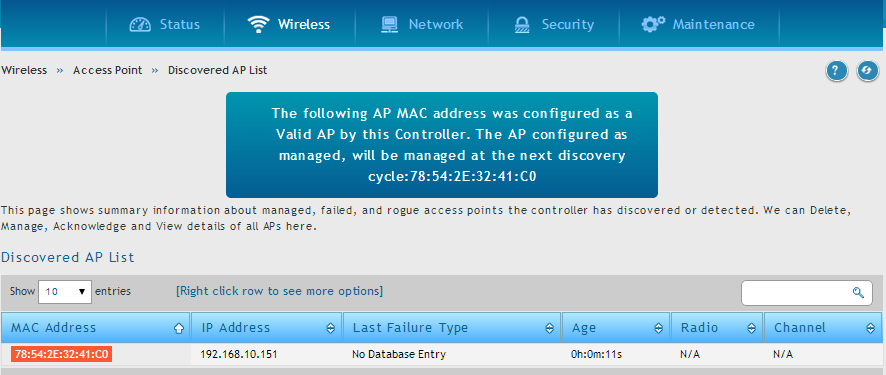 Status Wireless Network Security Maintenance
Wireless » Access Point » Discovered AP List
The following AP MAC address was configured as a
Valid AP by this Controller. The AP configured as
managed, will be managed at the next discovery
cycle:78:54:2E:32:41:C0
This page shows summary information about managed, failed, and rogue access points the controller has discovered or detected. We can Delete,
Manage, Acknowledge and View details of all APs here.
Discovered AP List
Show 10 entries [Right click row to see more options]
MAC Address IP Address Last Failure Type Age Radio Channel
78:54:2E:32:41:C0 192.168.10.151 No Database Entry 0h:0m:11s N/A N/A